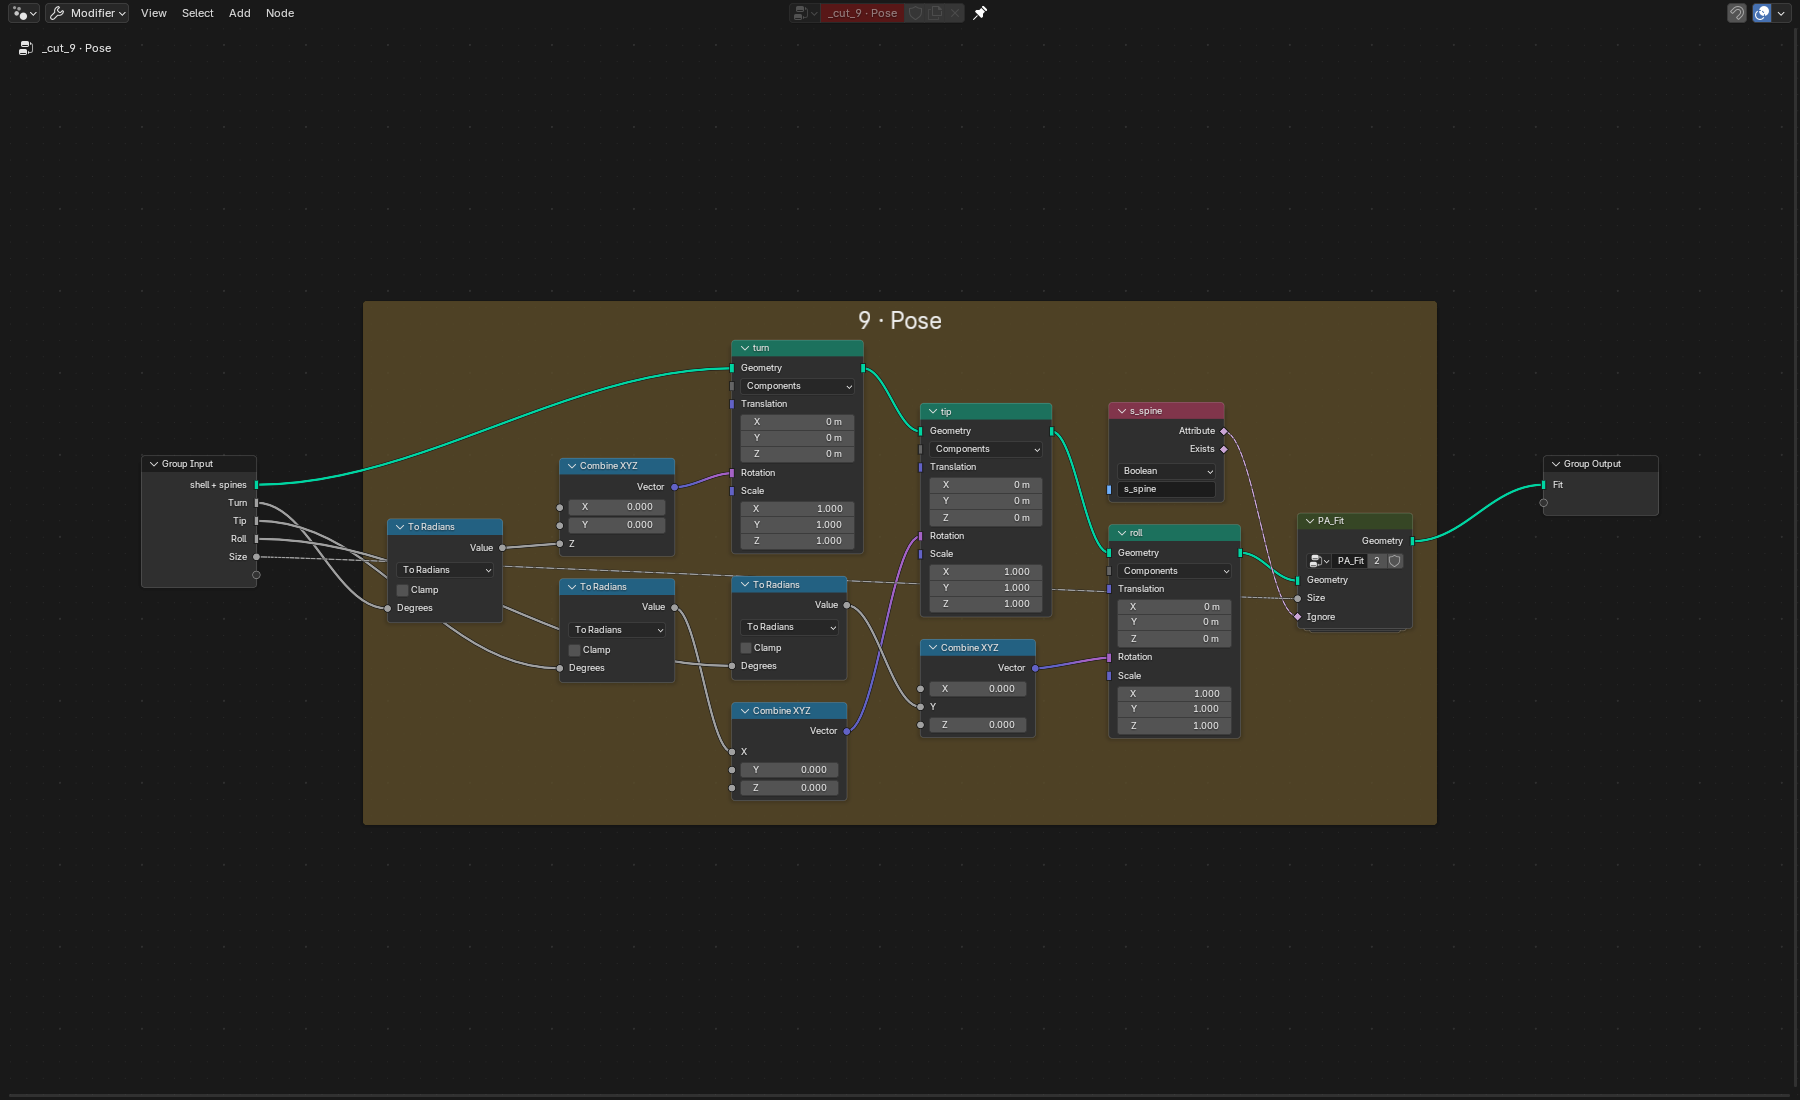 Modifier View Select Add Node
_cut_9 · Pose
_cut_9 · Pose
9 · Pose
Group Input
shell + spines
Turn
Tip
Roll
Size
To Radians
Value
To Radians
Clamp
Degrees
Combine XYZ
Vector
X 0.000
Y 0.000
Z
To Radians
Value
To Radians
Clamp
Degrees
turn
Geometry
Components
Translation
X 0 m
Y 0 m
Z 0 m
Rotation
Scale
X 1.000
Y 1.000
Z 1.000
To Radians
Value
To Radians
Clamp
Degrees
Combine XYZ
Vector
X
Y 0.000
Z 0.000
tip
Geometry
Components
Translation
X 0 m
Y 0 m
Z 0 m
Rotation
Scale
X 1.000
Y 1.000
Z 1.000
Combine XYZ
Vector
X 0.000
Y
Z 0.000
s_spine
Attribute
Exists
Boolean
s_spine
roll
Geometry
Components
Translation
X 0 m
Y 0 m
Z 0 m
Rotation
Scale
X 1.000
Y 1.000
Z 1.000
PA_Fit
Geometry
PA_Fit 2
Geometry
Size
Ignore
Group Output
Fit